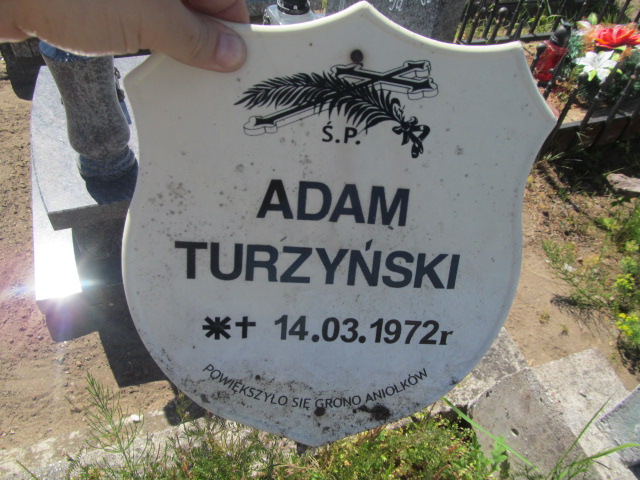 Ś.P.
ADAM
TURZYŃSKI
*✝ 14.03.1972r
POWIĘKSZYŁO SIĘ GRONO ANIOŁKÓW